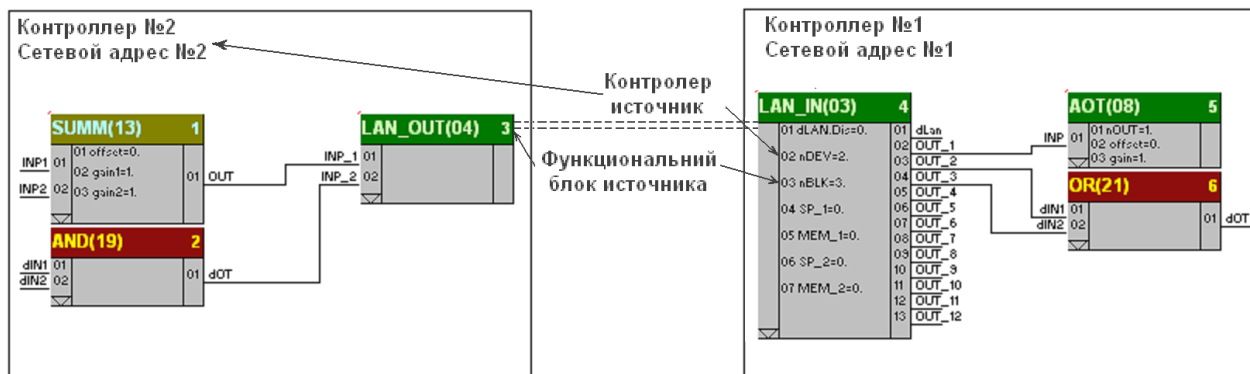 Контроллер №2
Сетевой адрес №2
SUMM(13) 1
INP1 01
INP2 02
01 offset=0.
02 gain1=1.
03 gain2=1.
01 OUT
AND(19) 2
dIN1 01
dIN2 02
01 dOT
LAN_OUT(04) 3
INP_1 01
INP_2 02
Контролер
источник
Функциональний
блок источника
Контроллер №1
Сетевой адрес №1
LAN_IN(03) 4
01 dLAN.Dis=0.
02 nDEV=2.
03 nBLK=3.
04 SP_1=0.
05 MEM_1=0.
06 SP_2=0.
07 MEM_2=0.
01 dLan
02 OUT_1
03 OUT_2
04 OUT_3
05 OUT_4
06 OUT_5
07 OUT_6
08 OUT_7
09 OUT_8
10 OUT_9
11 OUT_10
12 OUT_11
13 OUT_12
AOT(08) 5
INP 01
01 nOUT=1.
02 offset=0.
03 gain=1.
OR(21) 6
dIN1 01
dIN2 02
01 dOT